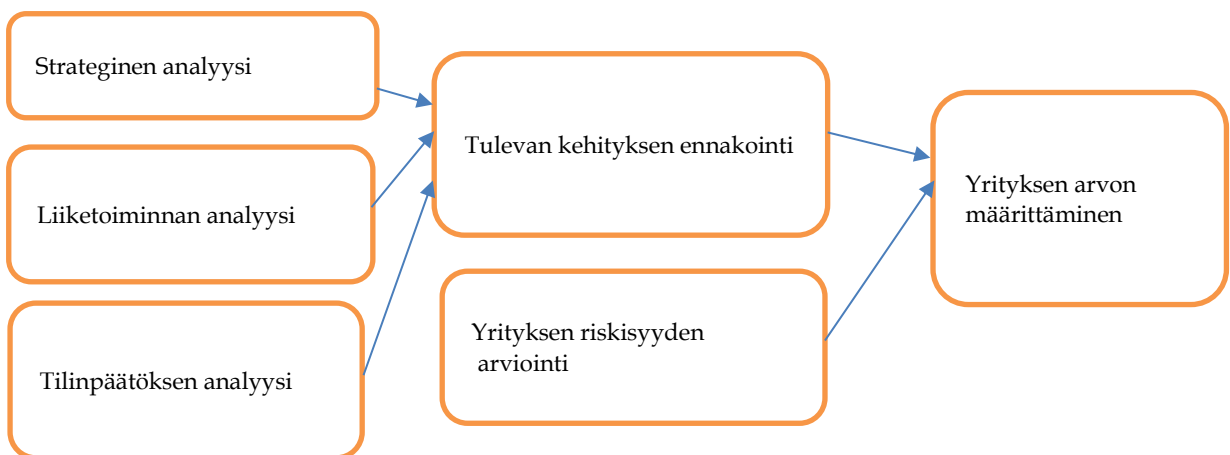 Strateginen analyysi
Liiketoiminnan analyysi
Tilinpäätöksen analyysi
Tulevan kehityksen ennakointi
Yrityksen riskisyyden
arviointi
Yrityksen arvon
määrittäminen